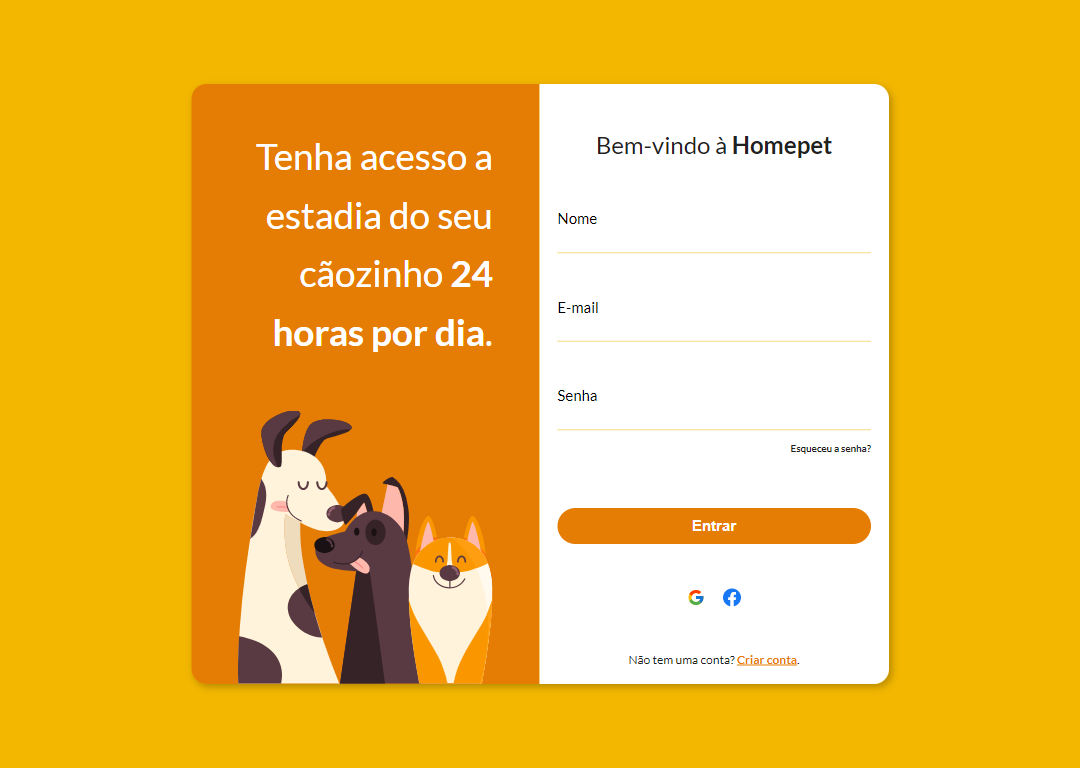 Tenha acesso a
estadia do seu
cãozinho 24
horas por dia.
Bem-vindo à Homepet
Nome
E-mail
Senha
Esqueceu a senha?
Entrar
Não tem uma conta? Criar conta.